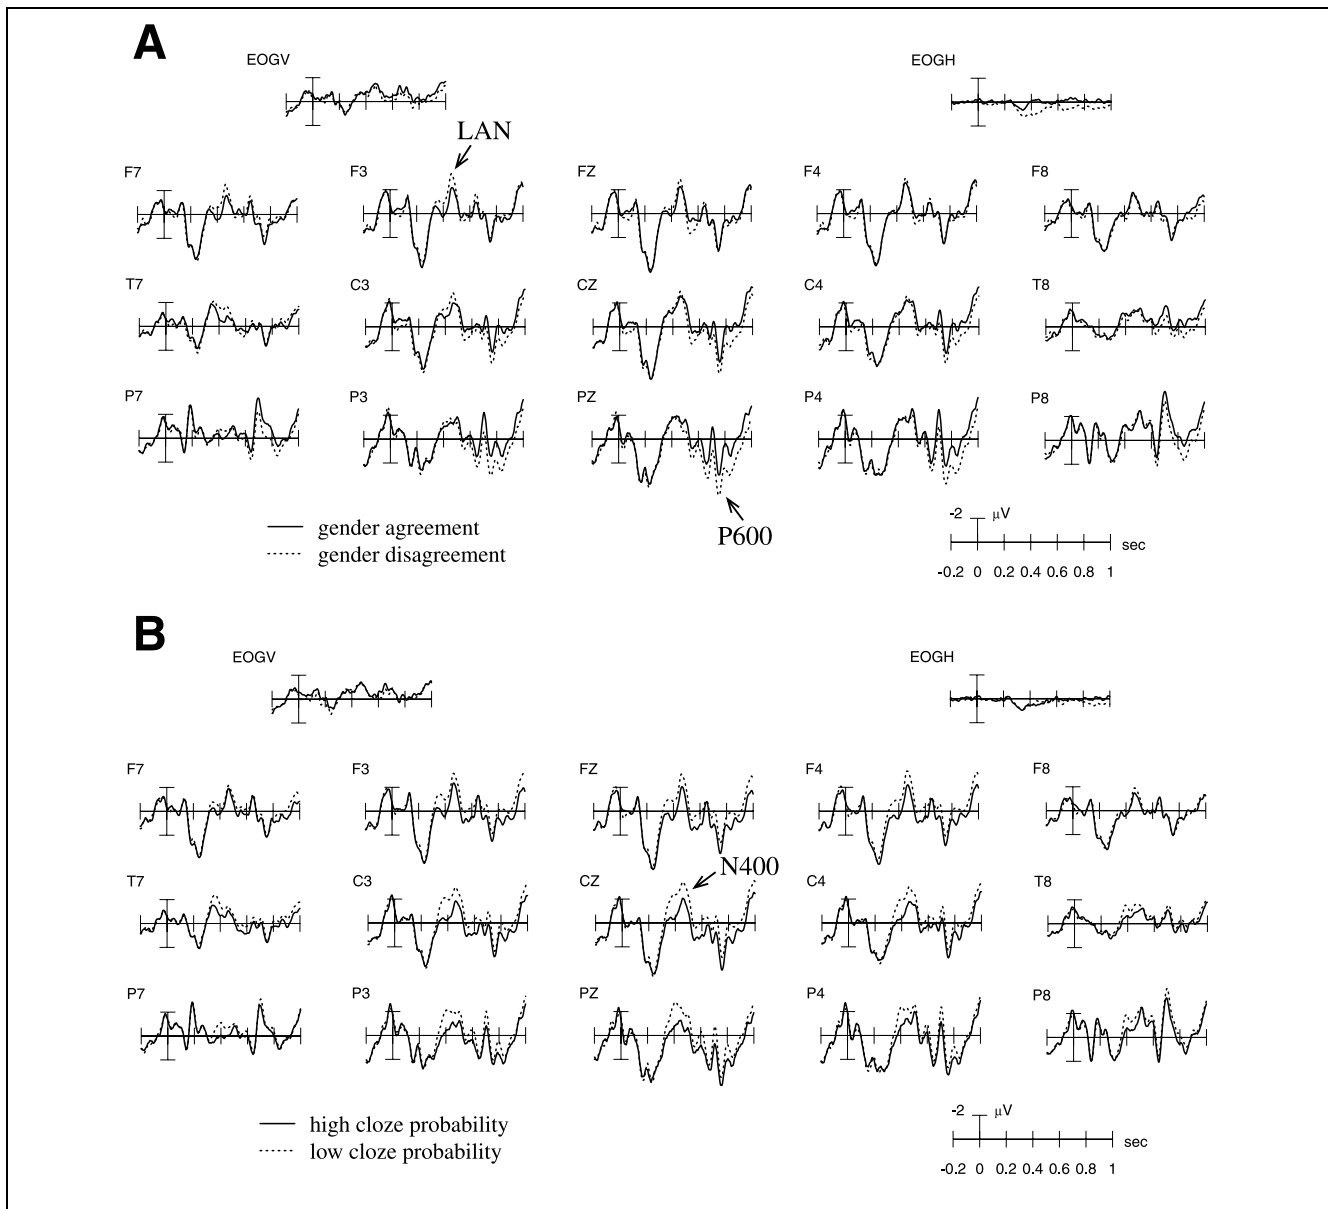 A
EOGV EOGH
LAN
F7 F3 FZ F4 F8
T7 C3 CZ C4 T8
P7 P3 PZ P4 P8
P600
gender agreement
gender disagreement
-2 μV
sec
-0.2 0 0.2 0.4 0.6 0.8 1
B
EOGV EOGH
F7 F3 FZ F4 F8
N400
T7 C3 CZ C4 T8
P7 P3 PZ P4 P8
high cloze probability
low cloze probability
-2 μV
sec
-0.2 0 0.2 0.4 0.6 0.8 1